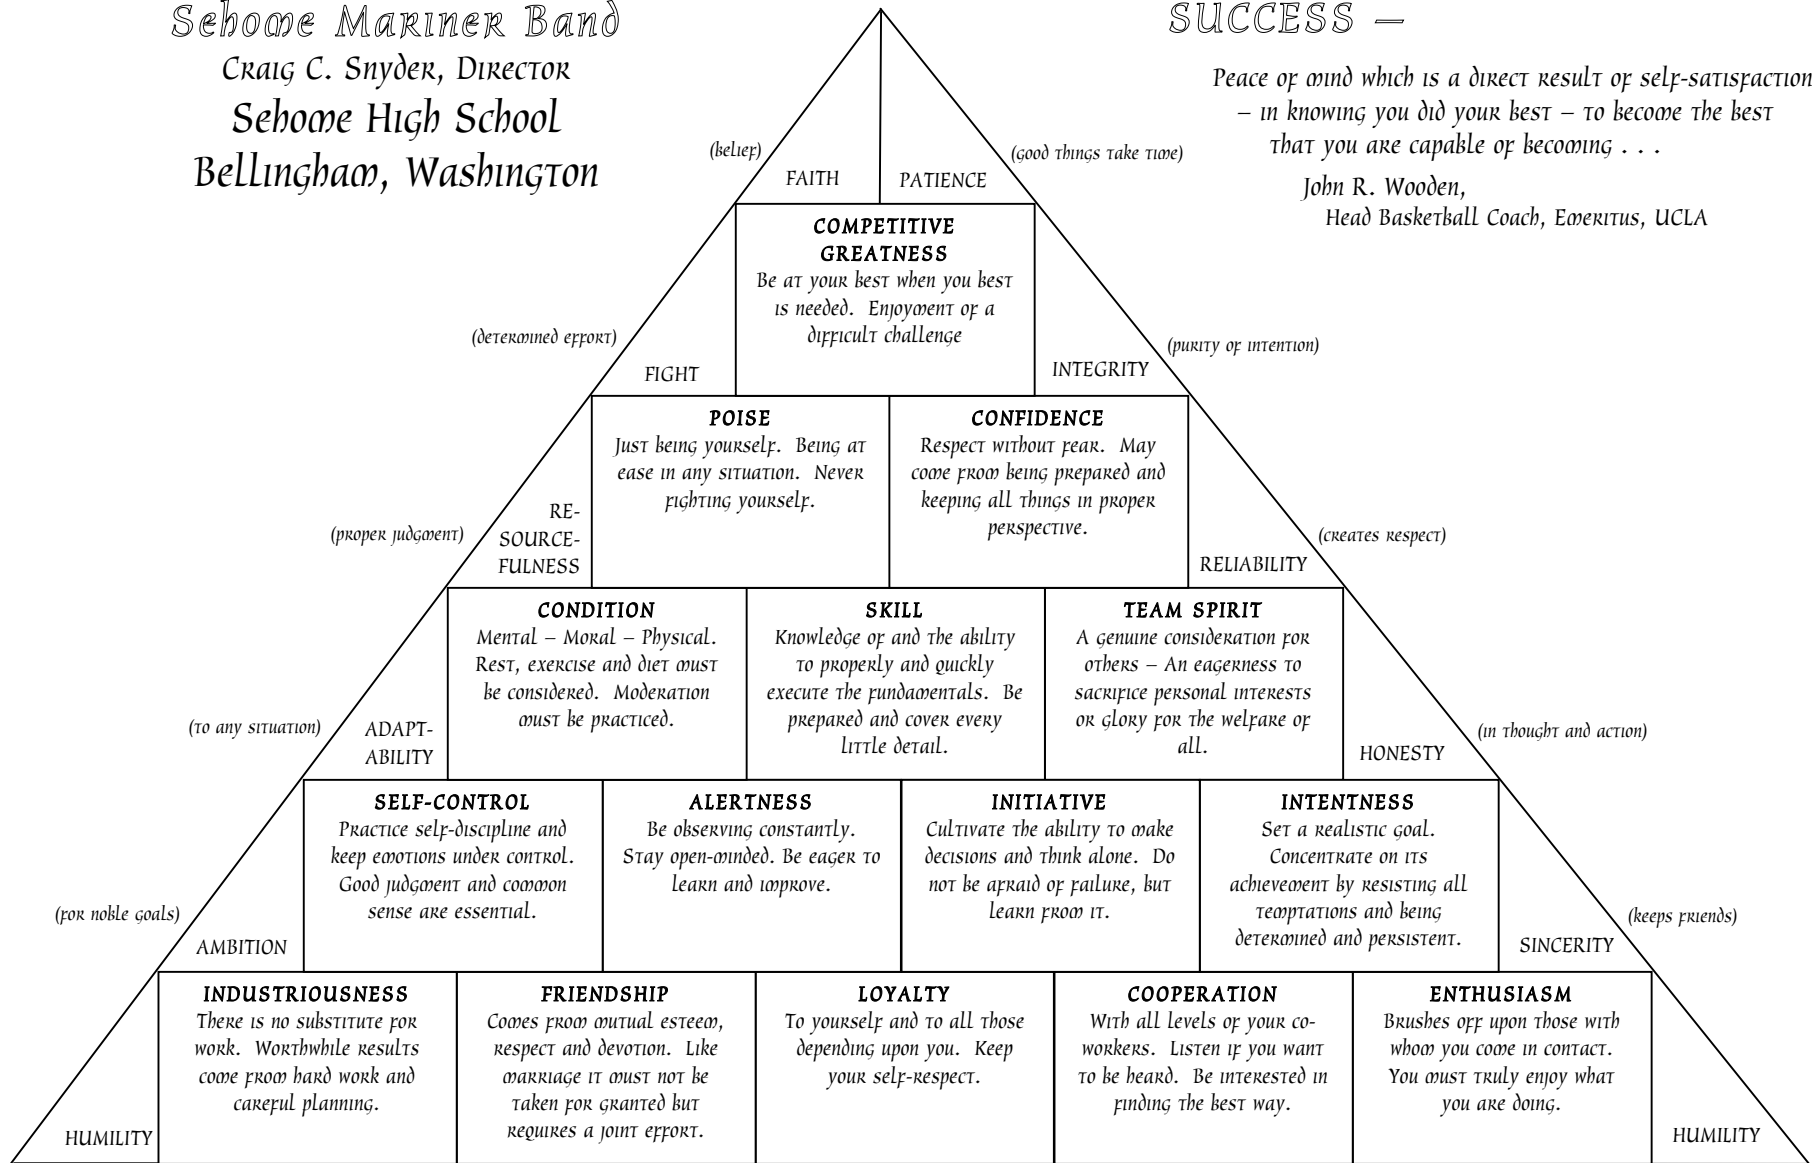 Sehome Mariner Band
Craig C. Snyder, Director
Sehome High School
Bellingham, Washington
SUCCESS –
Peace of mind which is a direct result of self-satisfaction
– in knowing you did your best – to become the best
that you are capable of becoming . . .
John R. Wooden,
Head Basketball Coach, Emeritus, UCLA
(belief)
FAITH
PATIENCE
(good things take time)
COMPETITIVE
GREATNESS
Be at your best when you best
is needed. Enjoyment of a
difficult challenge
(determined effort)
FIGHT
INTEGRITY
(purity of intention)
POISE
Just being yourself. Being at
ease in any situation. Never
fighting yourself.
CONFIDENCE
Respect without fear. May
come from being prepared and
keeping all things in proper
perspective.
(proper judgment)
RE-
SOURCE-
FULNESS
RELIABILITY
(creates respect)
CONDITION
Mental – Moral – Physical.
Rest, exercise and diet must
be considered. Moderation
must be practiced.
SKILL
Knowledge of and the ability
to properly and quickly
execute the fundamentals. Be
prepared and cover every
little detail.
TEAM SPIRIT
A genuine consideration for
others – An eagerness to
sacrifice personal interests
or glory for the welfare of
all.
(to any situation)
ADAPT-
ABILITY
HONESTY
(in thought and action)
SELF-CONTROL
Practice self-discipline and
keep emotions under control.
Good judgment and common
sense are essential.
ALERTNESS
Be observing constantly.
Stay open-minded. Be eager to
learn and improve.
INITIATIVE
Cultivate the ability to make
decisions and think alone. Do
not be afraid of failure, but
learn from it.
INTENTNESS
Set a realistic goal.
Concentrate on its
achievement by resisting all
temptations and being
determined and persistent.
(for noble goals)
AMBITION
SINCERITY
(keeps friends)
INDUSTRIOUSNESS
There is no substitute for
work. Worthwhile results
come from hard work and
careful planning.
FRIENDSHIP
Comes from mutual esteem,
respect and devotion. Like
marriage it must not be
taken for granted but
requires a joint effort.
LOYALTY
To yourself and to all those
depending upon you. Keep
your self-respect.
COOPERATION
With all levels of your co-
workers. Listen if you want
to be heard. Be interested in
finding the best way.
ENTHUSIASM
Brushes off upon those with
whom you come in contact.
You must truly enjoy what
you are doing.
HUMILITY
HUMILITY